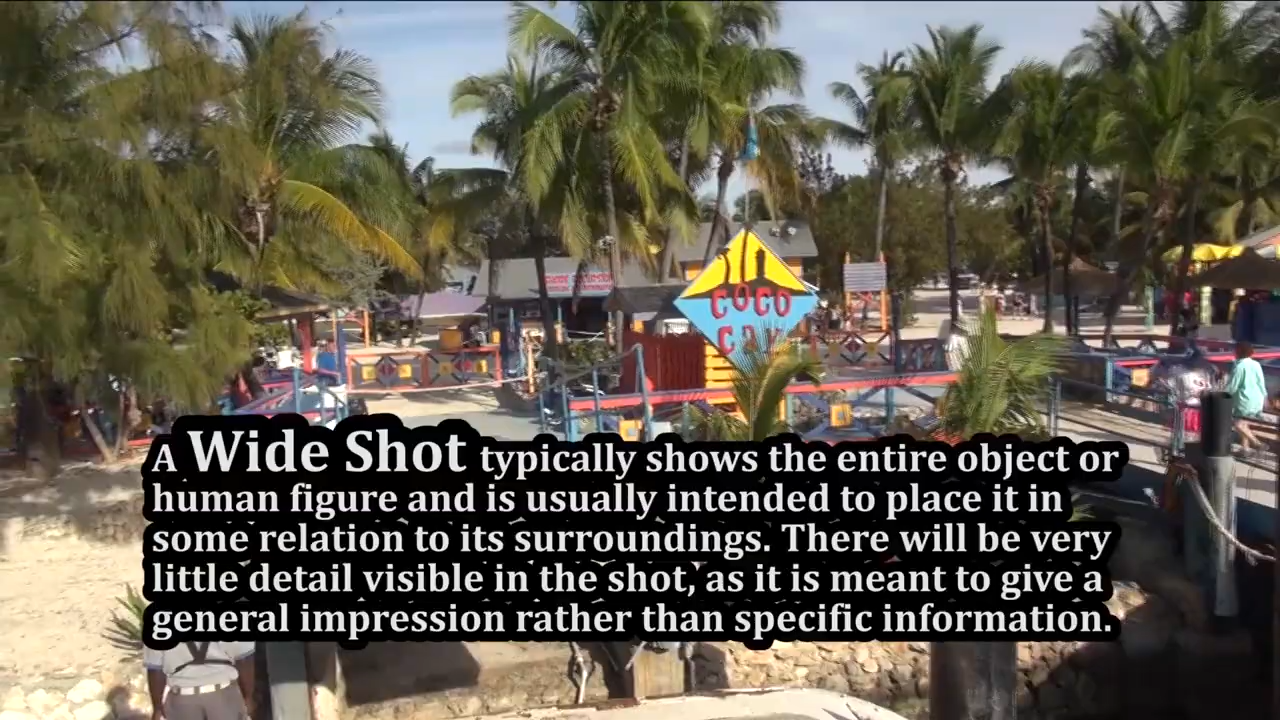 COCO
A Wide Shot typically shows the entire object or
human figure and is usually intended to place it in
some relation to its surroundings. There will be very
little detail visible in the shot, as it is meant to give a
general impression rather than specific information.